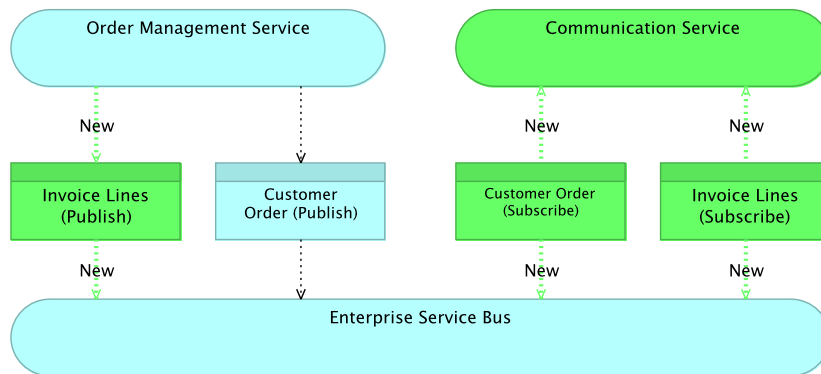 Order Management Service
Communication Service
New
New
New
Invoice Lines
(Publish)
Customer
Order (Publish)
Customer Order
(Subscribe)
Invoice Lines
(Subscribe)
New
New
New
Enterprise Service Bus